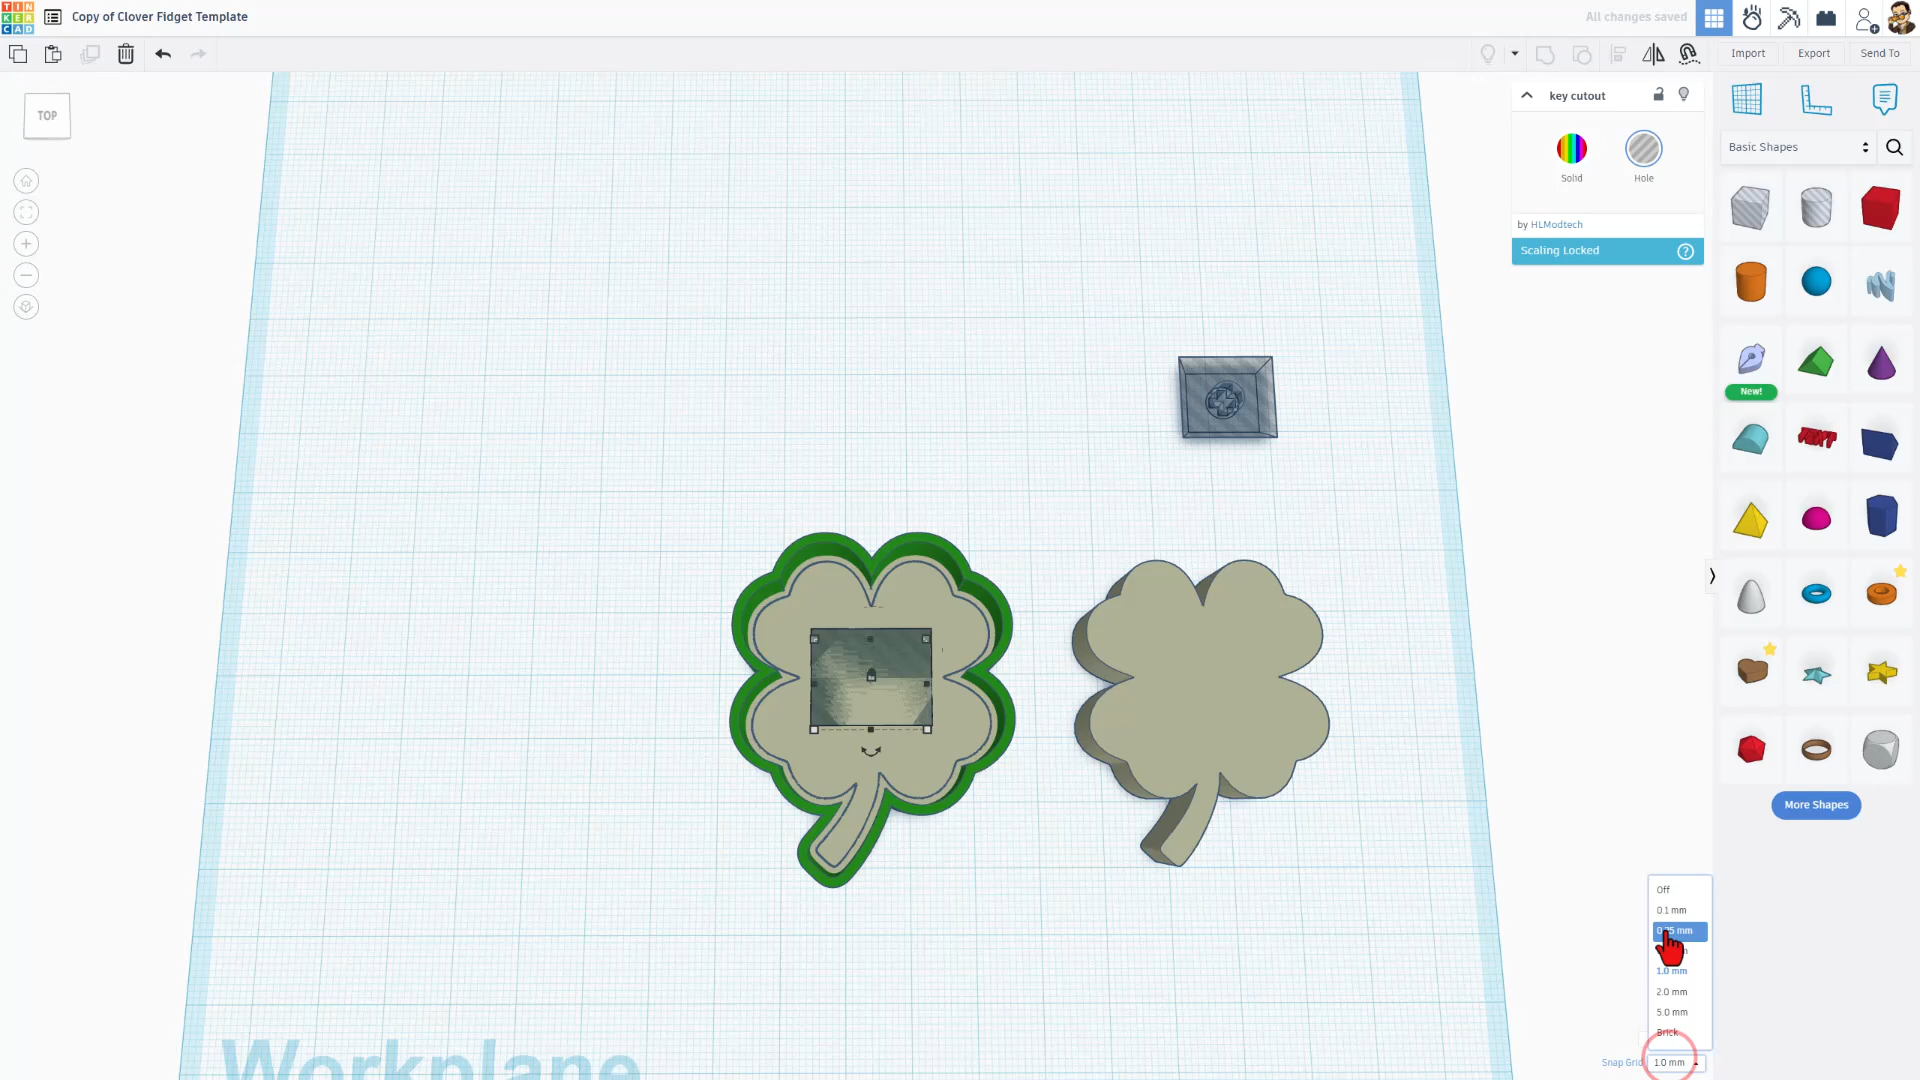 TIN
KER
CAD
Copy of Clover Fidget Template
All changes saved
Import
Export
Send To
TOP
key cutout
Solid
Hole
by HLModtech
Scaling Locked
?
Basic Shapes
New!
TEXT
More Shapes
Off
0.1 mm
1.0 mm
2.0 mm
5.0 mm
Brick
Snap Grid
1.0 mm
Workplane